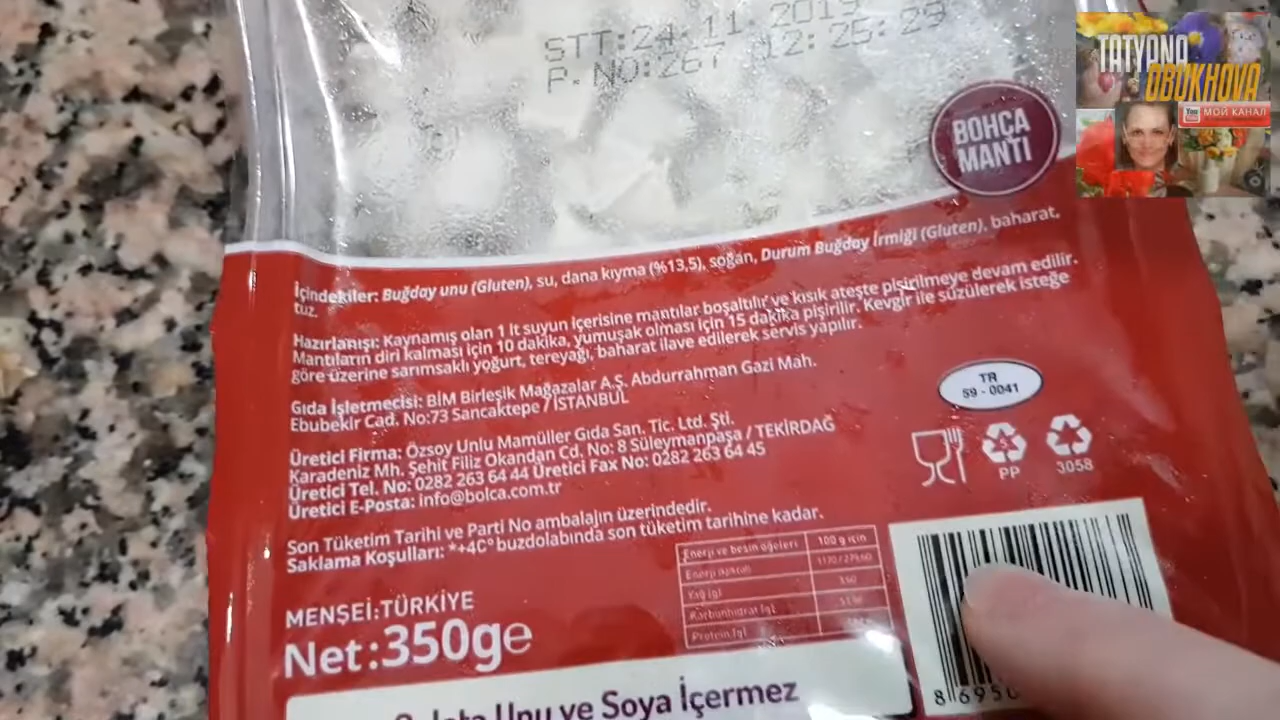 STT:24.11.2019
P. NO:267 12:25:29
TATYANA
OBUKHOVA
You
МОЙ КАНАЛ
BOHÇA
MANTI
İçindekiler: Buğday unu (Gluten), su, dana kıyma (%13,5), soğan, Durum Buğday İrmiği (Gluten), baharat,
tuz.
Hazırlanışı: Kaynamış olan 1 lt suyun içerisine mantılar boşaltılır ve kısık ateşte pişirilmeye devam edilir.
Mantıların diri kalması için 10 dakika, yumuşak olması için 15 dakika pişirilir. Kevgir ile süzülerek isteğe
göre üzerine sarımsaklı yoğurt, tereyağı, baharat ilave edilerek servis yapılır.
Gıda İşletmecisi: BİM Birleşik Mağazalar A.Ş. Abdurrahman Gazi Mah.
Ebubekir Cad. No:73 Sancaktepe / İSTANBUL
Üretici Firma: Özsoy Unlu Mamüller Gıda San. Tic. Ltd. Şti.
Karadeniz Mh. Şehit Filiz Okandan Cd. No: 8 Süleymanpaşa / TEKİRDAĞ
Üretici Tel. No: 0282 263 64 44 Üretici Fax No: 0282 263 64 45
Üretici E-Posta: info@bolca.com.tr
TR
59 - 0041
PP
3058
Son Tüketim Tarihi ve Parti No ambalajın üzerindedir.
Saklama Koşulları: *+4C° buzdolabında son tüketim tarihine kadar.
Enerji ve besin öğeleri 100 g için
Enerji
Yağ (g)
Karbonhidrat (g)
Protein (g)
MENŞEİ:TÜRKİYE
Net:350g e
Unu ve Soya İçermez
8 6950